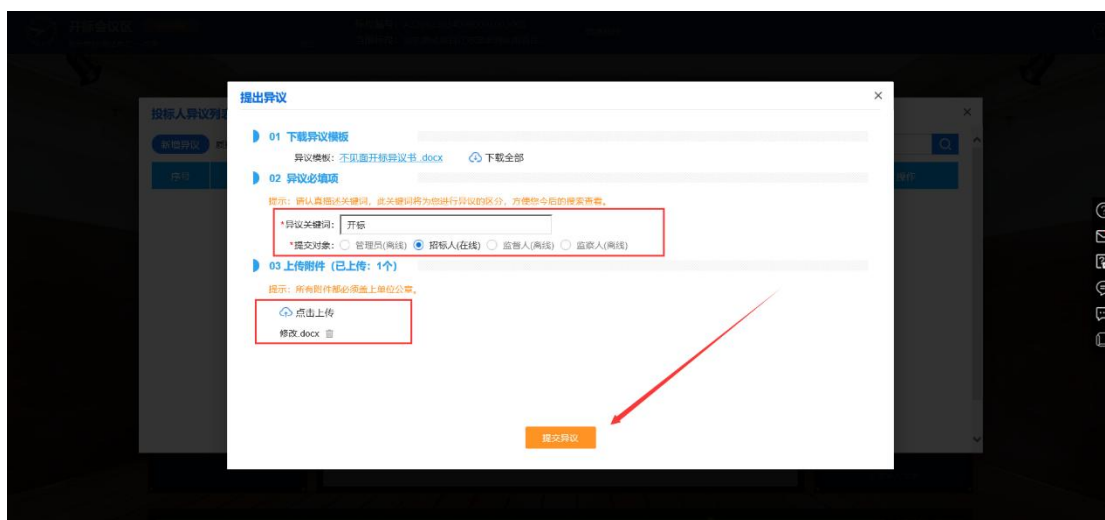 开标会议区
提出异议
投标人异议列表
新增异议
01 下载异议模板
异议模板: 不见面开标异议书.docx 下载全部
02 异议必填项
序号
操作
提示: 请认真描述关键词, 此关键词将为您进行异议的区分, 方便您今后的搜索查看。
*异议关键词: 开标
*提交对象: 管理员(离线) 招标人(在线) 监督人(离线) 监察人(离线)
03 上传附件 (已上传: 1个)
提示: 所有附件都必须盖上单位公章。
点击上传
修改.docx
提交异议